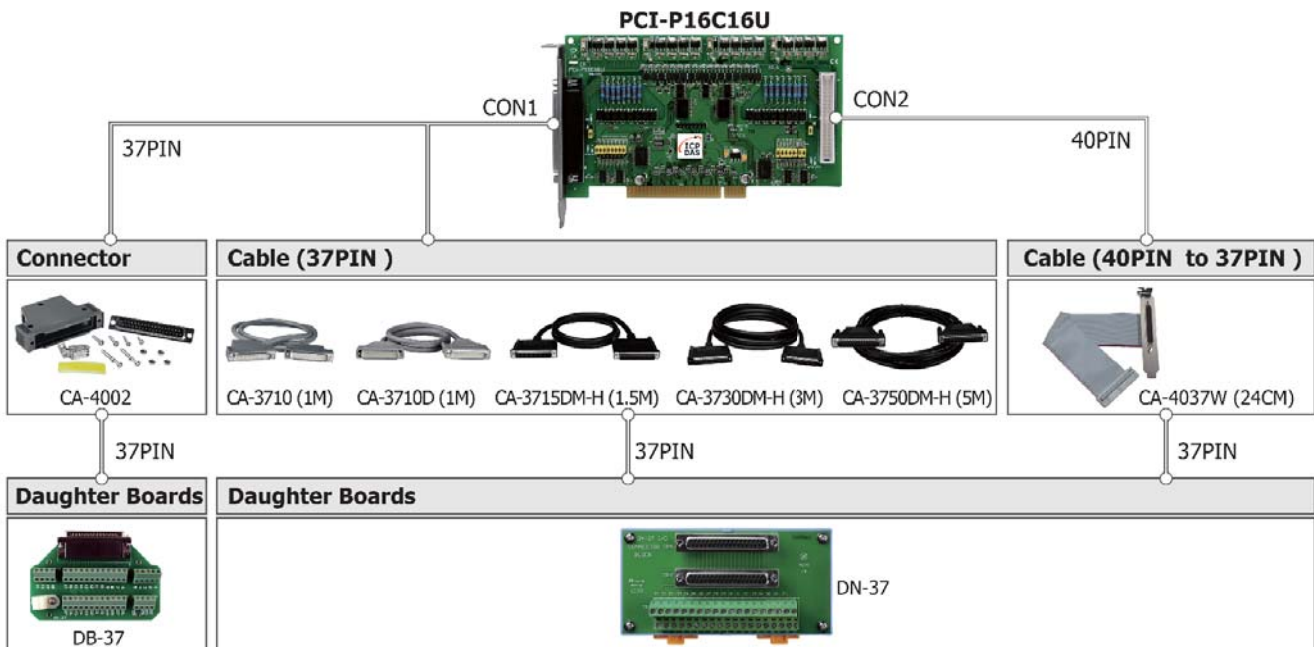 PCI-P16C16U
CON1
CON2
37PIN
40PIN
ICP
DAS
Connector
Cable (37PIN )
Cable (40PIN to 37PIN )
CA-4002
CA-3710 (1M)
CA-3710D (1M)
CA-3715DM-H (1.5M)
CA-3730DM-H (3M)
CA-3750DM-H (5M)
CA-4037W (24CM)
37PIN
37PIN
37PIN
Daughter Boards
Daughter Boards
DB-37
DN-37